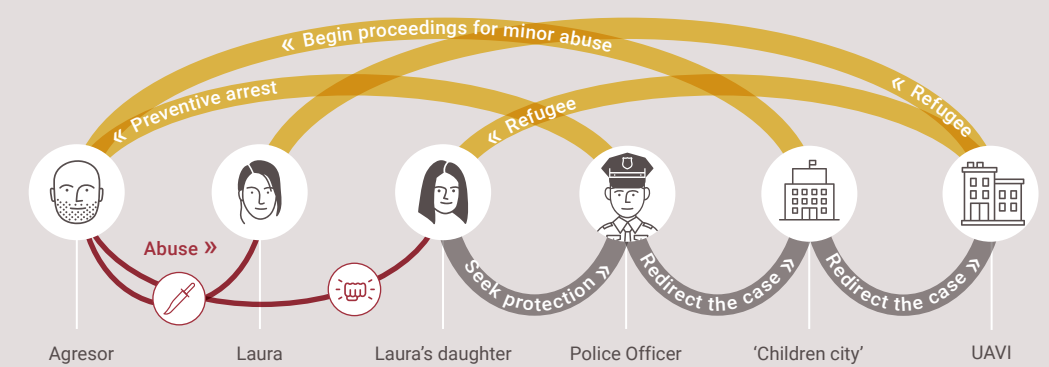 « Begin proceedings for minor abuse
« Preventive arrest
« Refugee
« Refugee
Abuse »
Seek protection »
Redirect the case »
Redirect the case »
Agresor
Laura
Laura's daughter
Police Officer
'Children city'
UAVI